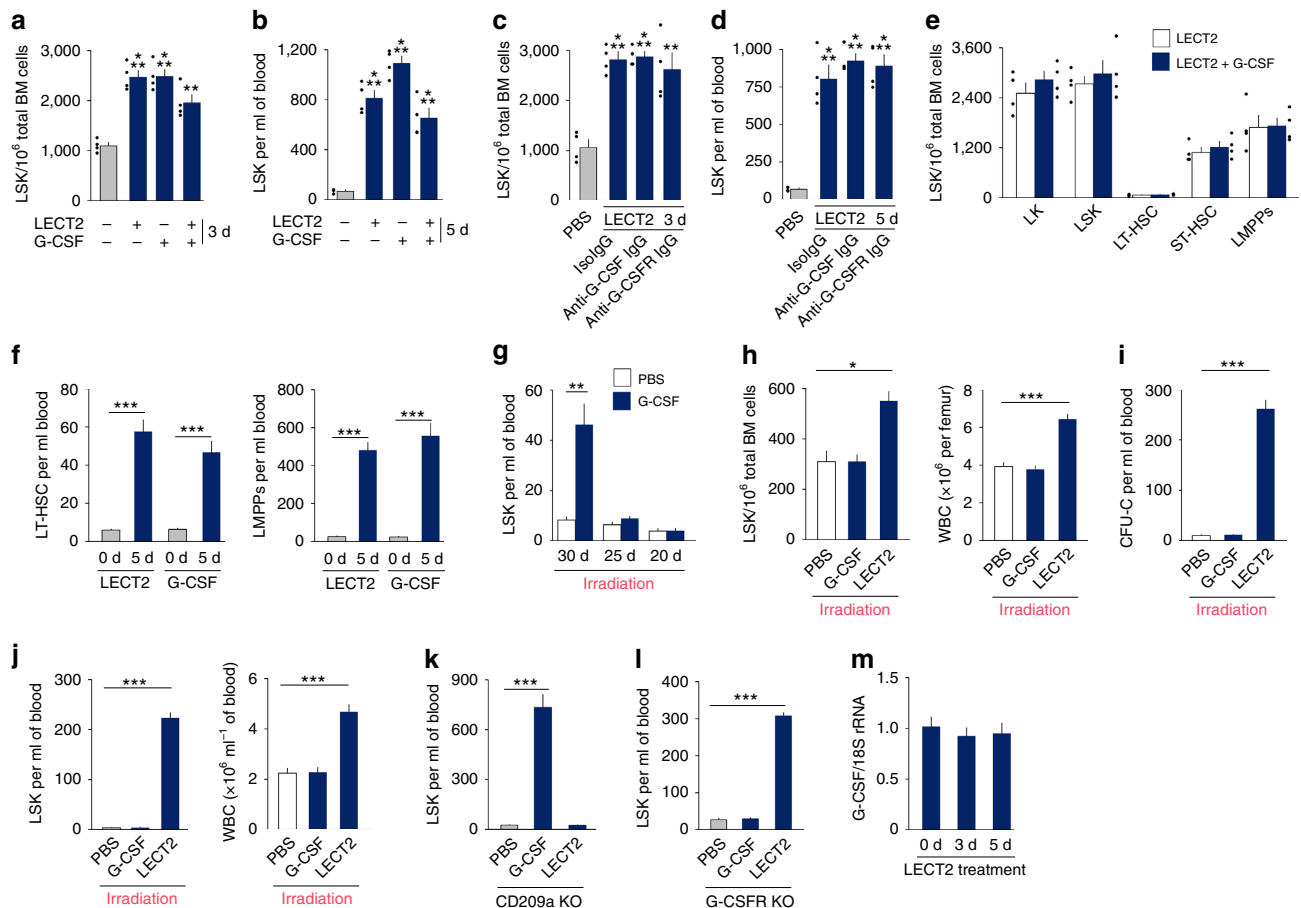 a
LSK/10⁶ total BM cells
3,000
2,000
1,000
0
*
**
*
**
**
LECT2 – + – +
G-CSF – – + +
3 d
b
LSK per ml of blood
1,200
800
400
0
*
**
*
**
*
**
– + – +
– – + +
5 d
c
LSK/10⁶ total BM cells
3,000
2,000
1,000
0
*
**
*
**
**
PBS
LECT2 3 d
IsoIgG
Anti-G-CSF IgG
Anti-G-CSFR IgG
d
LSK per ml of blood
1,000
750
500
250
0
*
**
*
**
*
**
PBS
LECT2 5 d
IsoIgG
Anti-G-CSF IgG
Anti-G-CSFR IgG
e
LSK/10⁶ total BM cells
3,600
2,400
1,200
0
LECT2
LECT2 + G-CSF
LK
LSK
LT-HSC
ST-HSC
LMPPs
f
LT-HSC per ml blood
80
60
40
20
0
***
***
0 d 5 d 0 d 5 d
LECT2 G-CSF
LMPPs per ml blood
800
600
400
200
0
***
***
0 d 5 d 0 d 5 d
LECT2 G-CSF
g
PBS
G-CSF
LSK per ml of blood
60
40
20
0
**
30 d 25 d 20 d
Irradiation
h
LSK/10⁶ total BM cells
600
400
200
0
*
PBS
G-CSF
LECT2
Irradiation
WBC (×10⁶ per femur)
8
6
4
2
0
***
PBS
G-CSF
LECT2
Irradiation
i
CFU-C per ml of blood
300
200
100
0
***
PBS
G-CSF
LECT2
Irradiation
j
LSK per ml of blood
300
200
100
0
***
PBS
G-CSF
LECT2
Irradiation
WBC (×10⁶ ml⁻¹ of blood)
6
4
2
0
***
PBS
G-CSF
LECT2
Irradiation
k
LSK per ml of blood
900
600
300
0
***
PBS
G-CSF
LECT2
CD209a KO
l
LSK per ml of blood
400
300
200
100
0
***
PBS
G-CSF
LECT2
G-CSFR KO
m
G-CSF/18S rRNA
1.5
1.0
0.5
0
0 d 3 d 5 d
LECT2 treatment